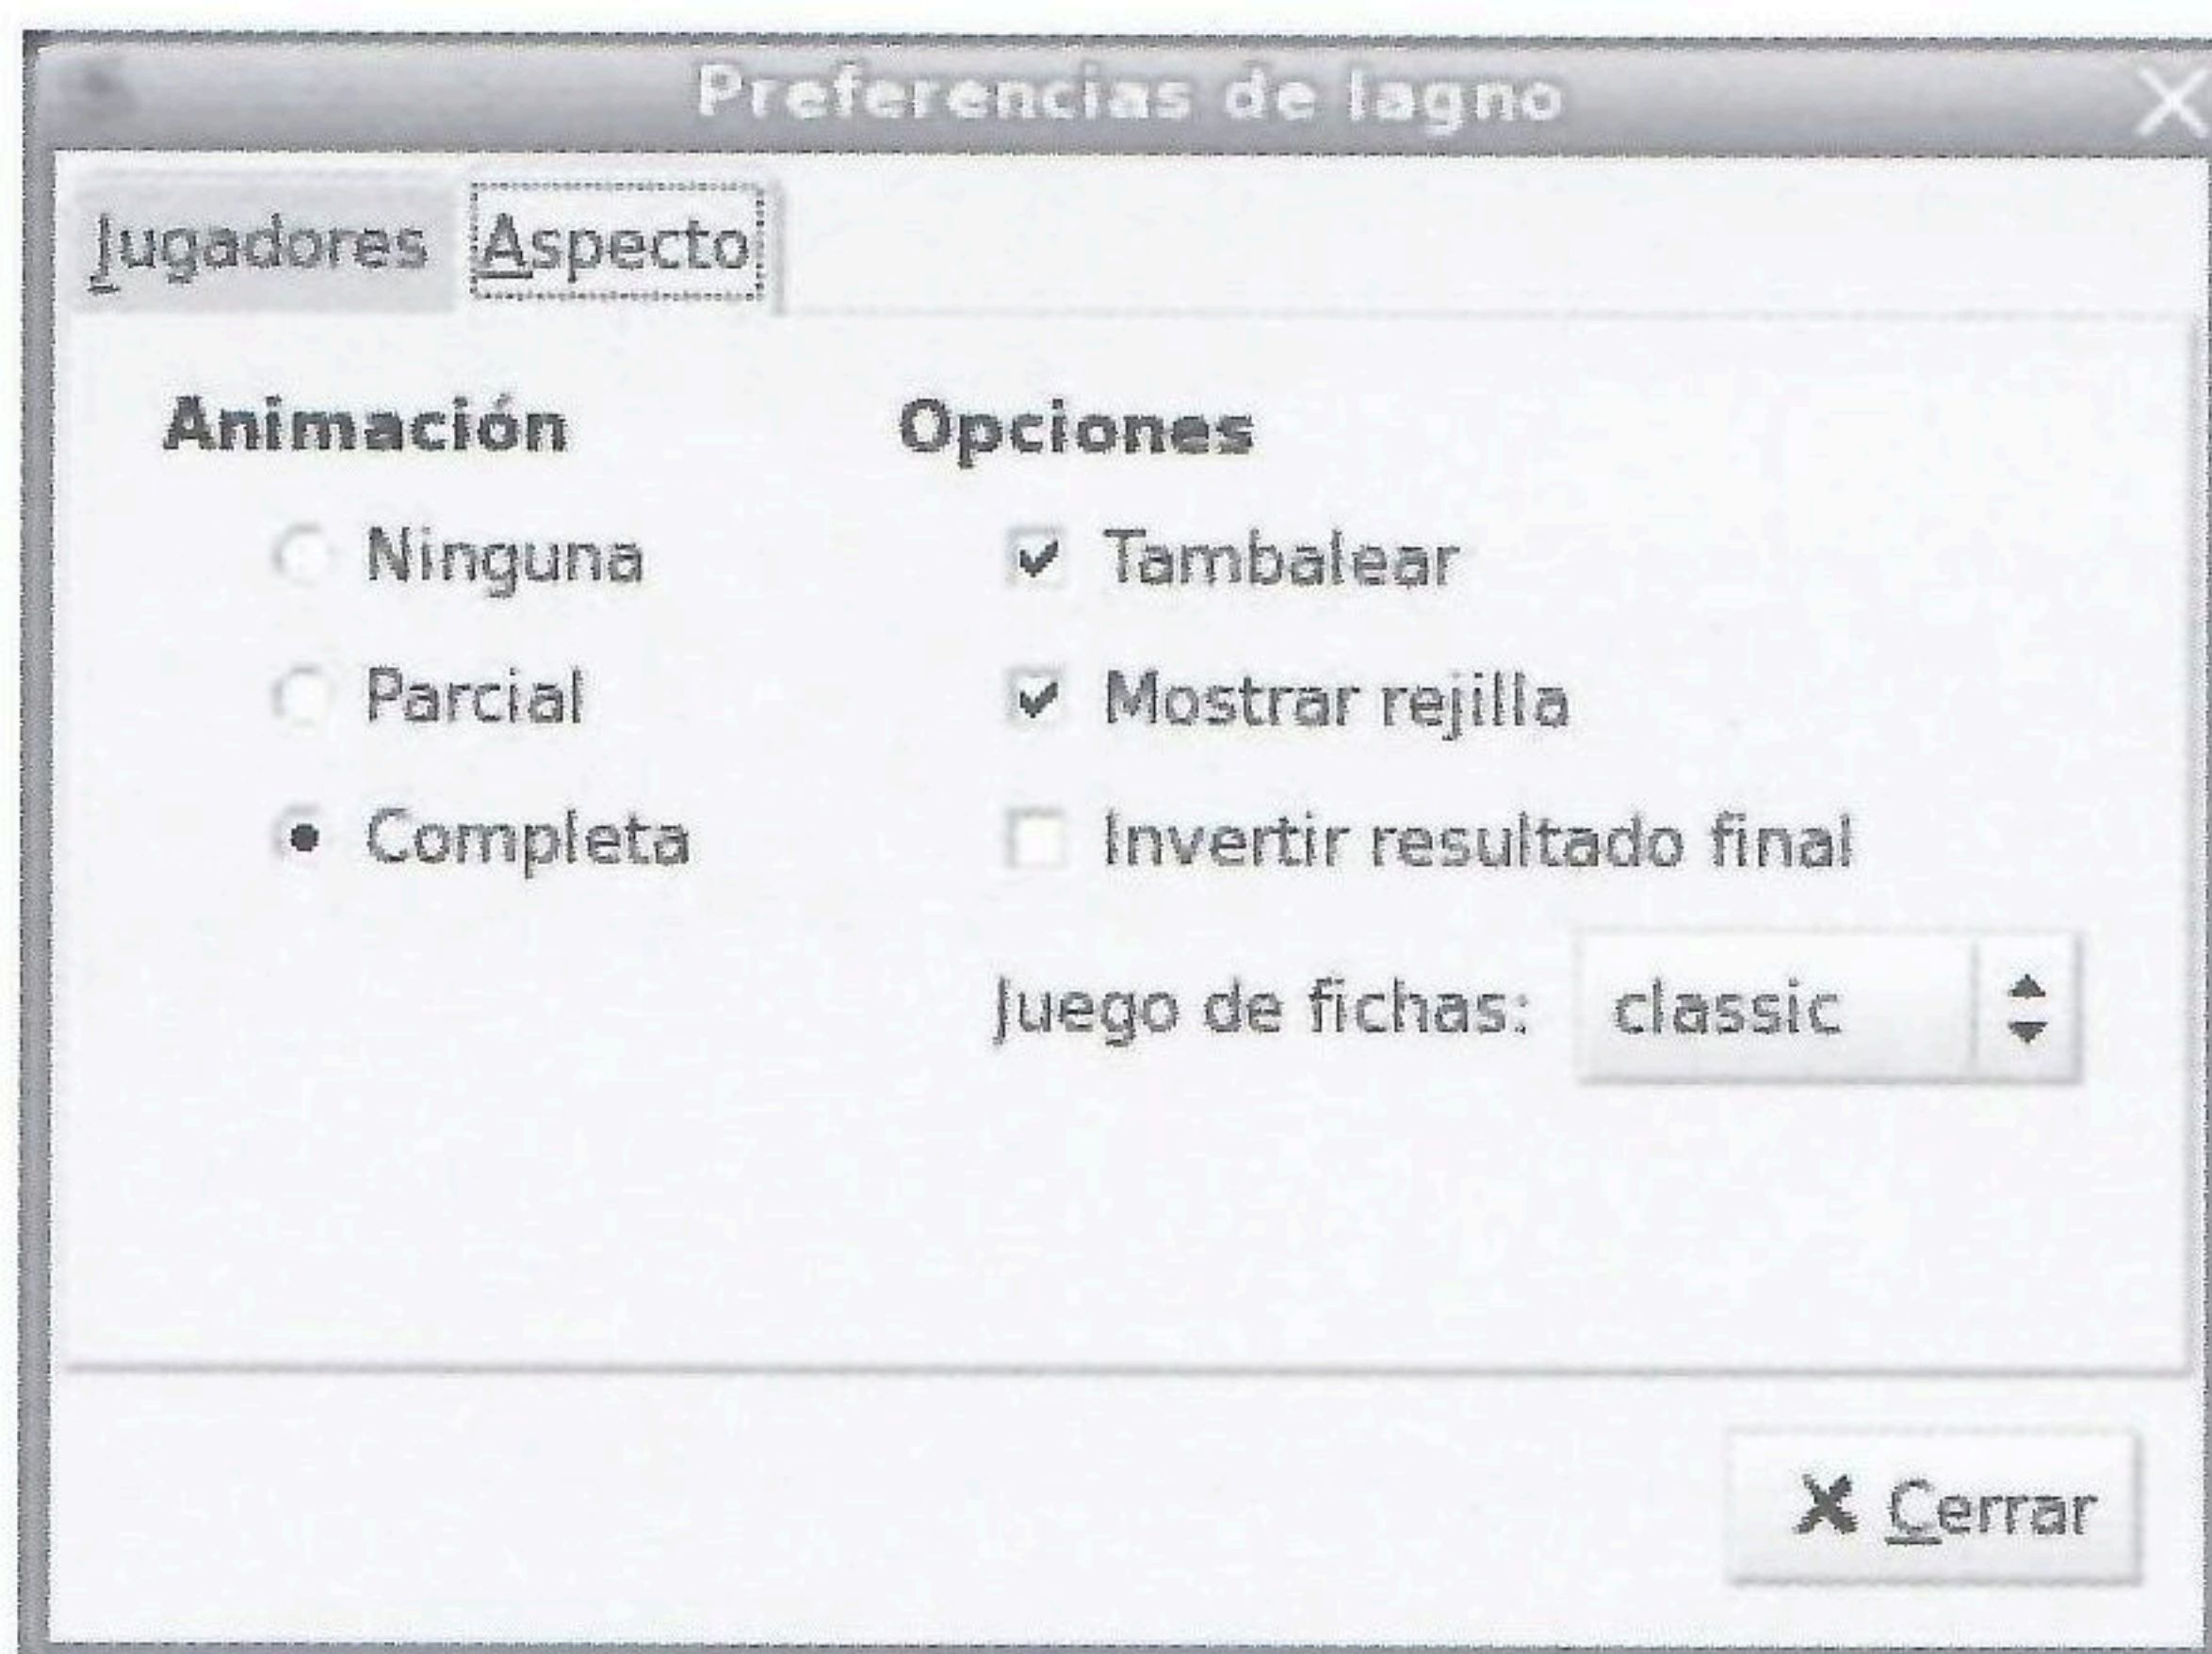 Preferencias de Iagno
Jugadores Aspecto
Animación Opciones
Ninguna Tambalear
Parcial Mostrar rejilla
Completa Invertir resultado final
Juego de fichas: classic
Cerrar